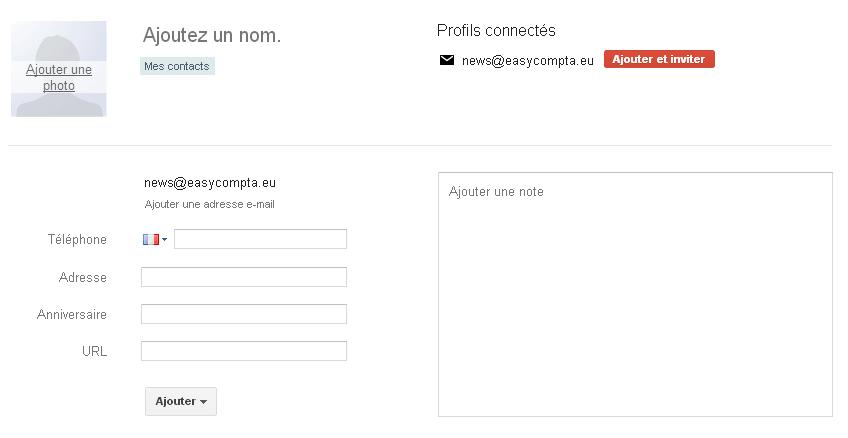 Ajouter une
photo
Ajoutez un nom.
Mes contacts
Profils connectés
news@easycompta.eu Ajouter et inviter
news@easycompta.eu
Ajouter une adresse e-mail
Téléphone
Adresse
Anniversaire
URL
Ajouter
Ajouter une note